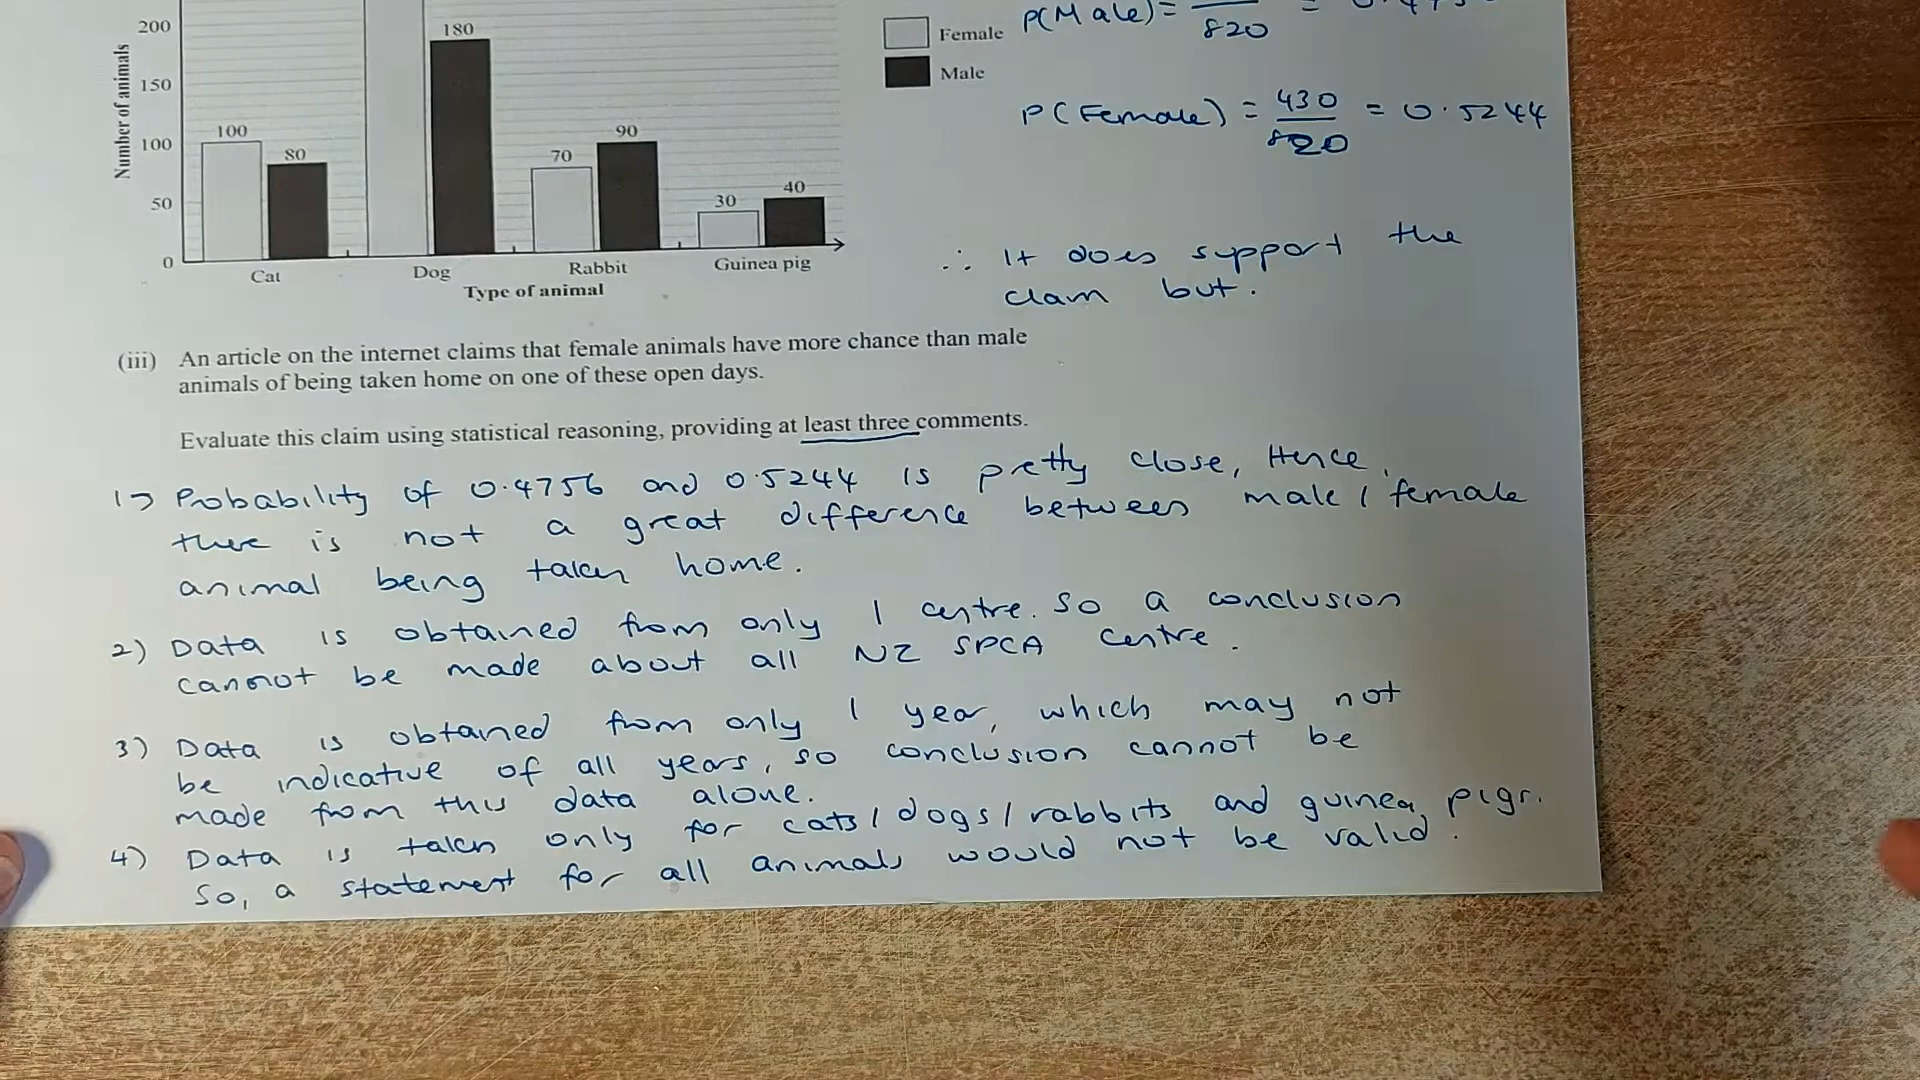 200
180
150
Number of animals
100
100
80
70
90
30
40
50
0
Cat
Dog
Rabbit
Guinea pig
Type of animal
Female
Male
P(Male) =
820
P(Female) = 430
820
= 0.5244
∴ It does support the
clam but.
(iii) An article on the internet claims that female animals have more chance than male
animals of being taken home on one of these open days.
Evaluate this claim using statistical reasoning, providing at least three comments.
1) Probability of 0.4756 and 0.5244 is pretty close, Hence,
there is not a great difference between male / female
animal being taken home.
2) Data is obtained from only 1 centre. So a conclusion
cannot be made about all NZ SPCA centre.
3) Data is obtained from only 1 year, which may not
be indicative of all years, so conclusion cannot be
made from this data alone.
4) Data is taken only for cats / dogs / rabbits and guinea pigs.
So, a statement for all animals would not be valid.